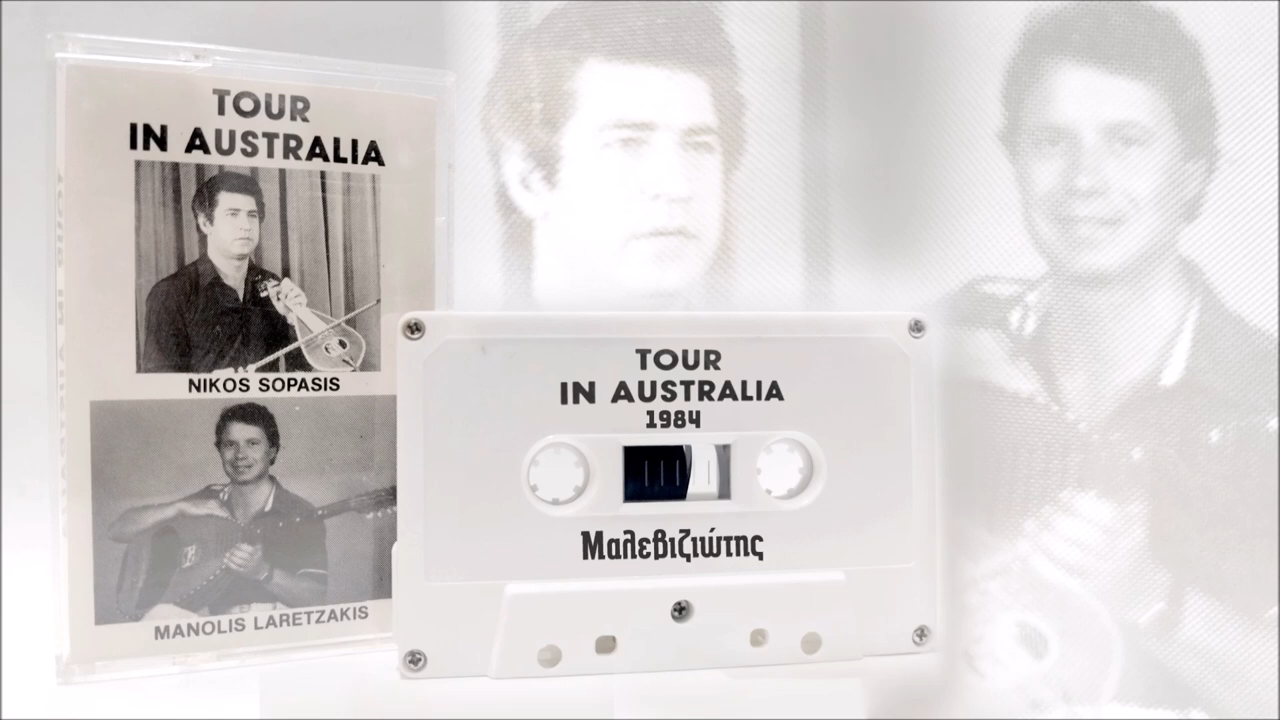 TOUR
IN AUSTRALIA
NIKOS SOPASIS
MANOLIS LARETZAKIS
TOUR
IN AUSTRALIA
1984
Μαλεβιζιώτης